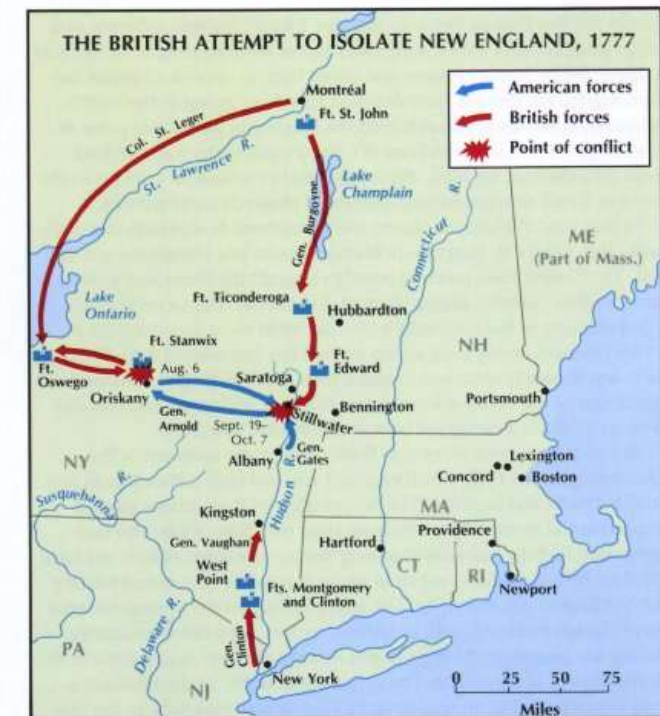 THE BRITISH ATTEMPT TO ISOLATE NEW ENGLAND, 1777
American forces
British forces
Point of conflict
Montréal
Ft. St. John
Col. St. Leger
St. Lawrence R.
Lake
Champlain
Gen. Burgoyne
Connecticut R.
ME
(Part of Mass.)
Lake
Ontario
Ft. Ticonderoga
Hubbardton
NH
Ft. Stanwix
Ft.
Oswego
Aug. 6
Oriskany
Saratoga
Ft.
Edward
Portsmouth
Gen.
Arnold
Sept. 19–
Oct. 7
Stillwater
Bennington
Albany
Gen.
Gates
Lexington
Concord
Boston
NY
Susquehanna R.
Hudson R.
MA
Kingston
Gen. Vaughan
Hartford
Providence
West
Point
Fts. Montgomery
and Clinton
CT
RI
Newport
Delaware R.
Gen.
Clinton
PA
NJ
New York
0 25 50 75
Miles